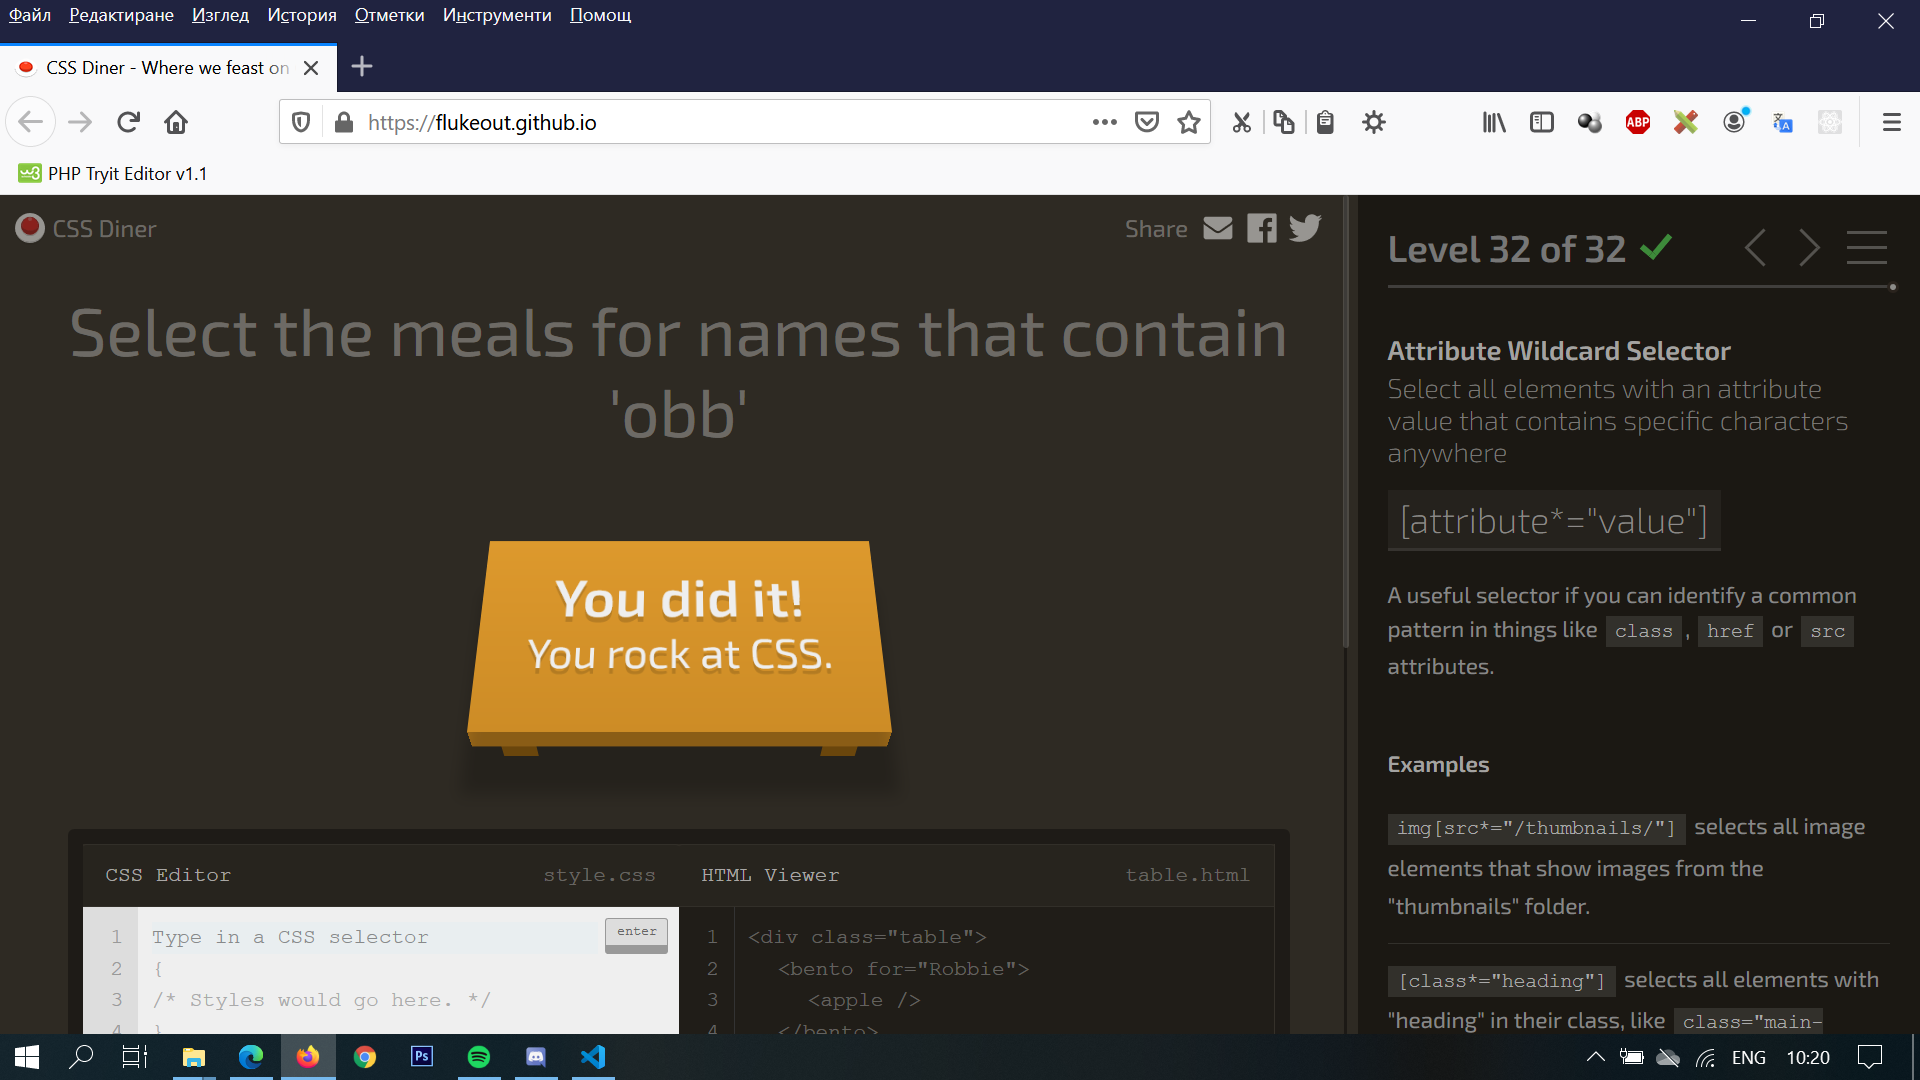 Файл Редактиране Изглед История Отметки Инструменти Помощ
CSS Diner - Where we feast on
https://flukeout.github.io
ABP
PHP Tryit Editor v1.1
CSS Diner
Share
Select the meals for names that contain
'obb'
You did it!
You rock at CSS.
CSS Editor style.css
1 Type in a CSS selector enter
2 {
3 /* Styles would go here. */
4 }
HTML Viewer table.html
1 <div class="table">
2 <bento for="Robbie">
3 <apple />
4 </bento>
Level 32 of 32
Attribute Wildcard Selector
Select all elements with an attribute
value that contains specific characters
anywhere
[attribute*="value"]
A useful selector if you can identify a common
pattern in things like class , href or src
attributes.
Examples
img[src*="/thumbnails/"] selects all image
elements that show images from the
"thumbnails" folder.
[class*="heading"] selects all elements with
"heading" in their class, like class="main-
Ps
ENG 10:20